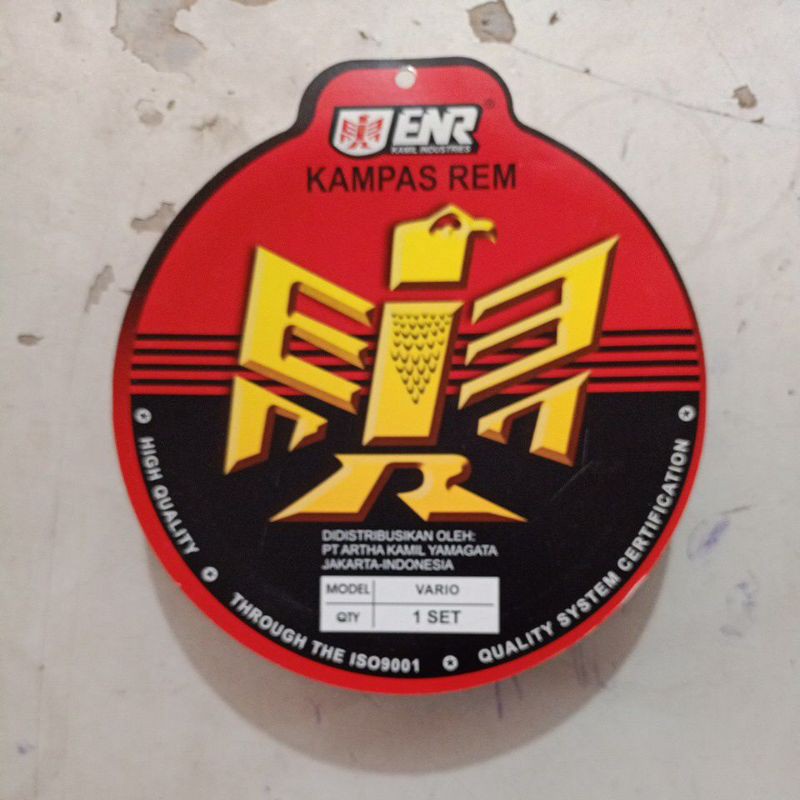 ENR®
KAMIL INDUSTRIES
KAMPAS REM
DIDISTRIBUSIKAN OLEH:
PT ARTHA KAMIL YAMAGATA
JAKARTA-INDONESIA
MODEL VARIO
QTY 1 SET
HIGH QUALITY
THROUGH THE ISO9001
QUALITY SYSTEM CERTIFICATION